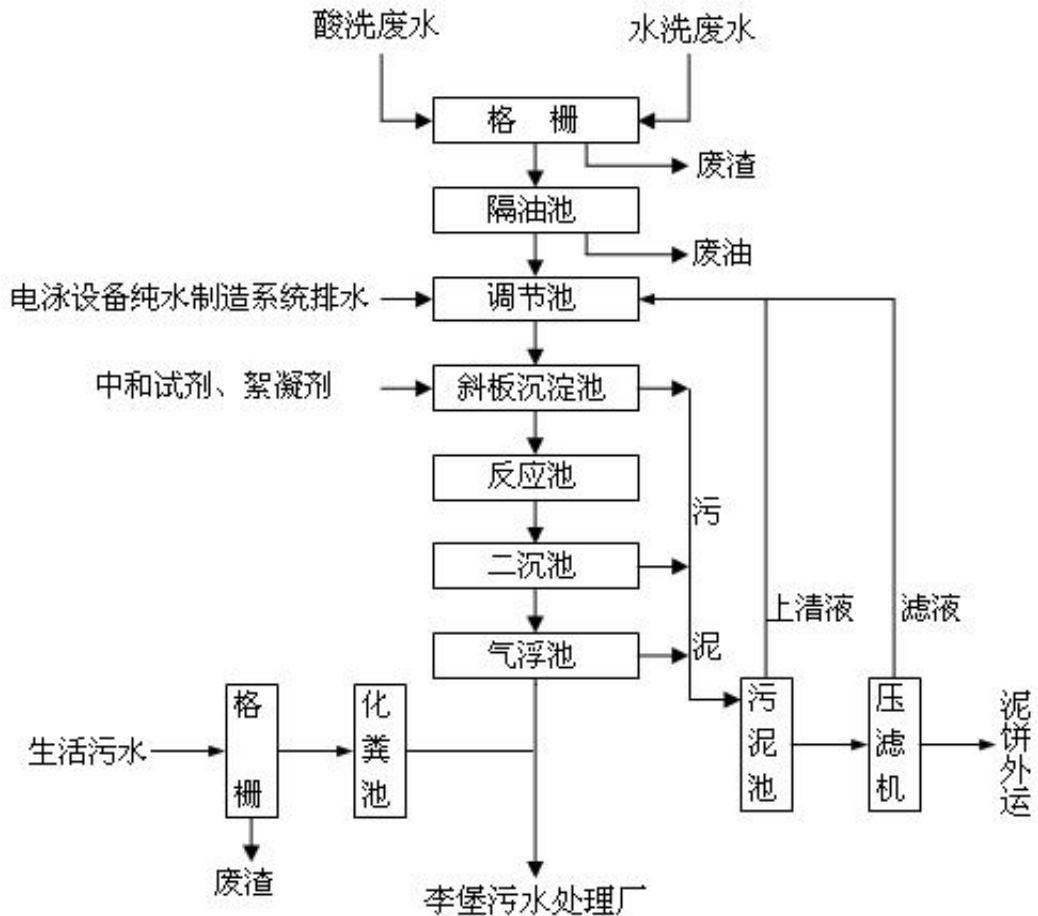 酸洗废水
水洗废水
格 栅
废渣
隔油池
废油
电泳设备纯水制造系统排水
调节池
中和试剂、絮凝剂
斜板沉淀池
反应池
污
二沉池
上清液
滤液
气浮池
泥
生活污水
格栅
化粪池
污泥池
压滤机
泥饼外运
废渣
李堡污水处理厂